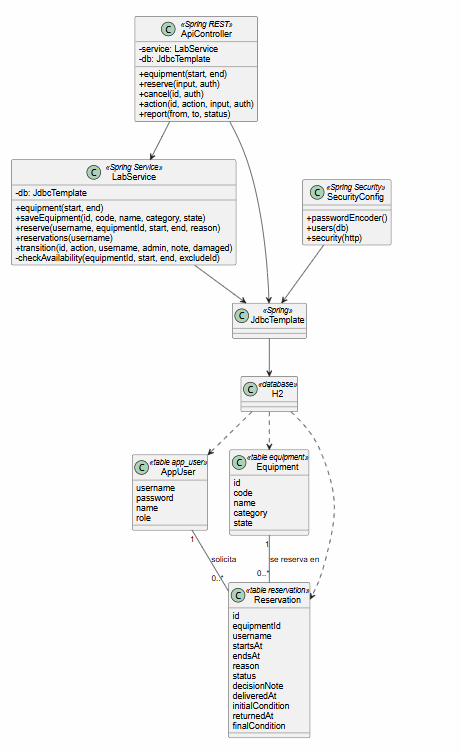 C «Spring REST»
ApiController
-service: LabService
-db: JdbcTemplate
+equipment(start, end)
+reserve(input, auth)
+cancel(id, auth)
+action(id, action, input, auth)
+report(from, to, status)
C «Spring Service»
LabService
-db: JdbcTemplate
+equipment(start, end)
+saveEquipment(id, code, name, category, state)
+reserve(username, equipmentId, start, end, reason)
+reservations(username)
+transition(id, action, username, admin, note, damaged)
-checkAvailability(equipmentId, start, end, excludeId)
C «Spring Security»
SecurityConfig
+passwordEncoder()
+users(db)
+security(http)
C «Spring»
JdbcTemplate
C «database»
H2
C «table app_user»
AppUser
username
password
name
role
C «table equipment»
Equipment
id
code
name
category
state
1
solicita
0..*
1
se reserva en
0..*
C «table reservation»
Reservation
id
equipmentId
username
startsAt
endsAt
reason
status
decisionNote
deliveredAt
initialCondition
returnedAt
finalCondition